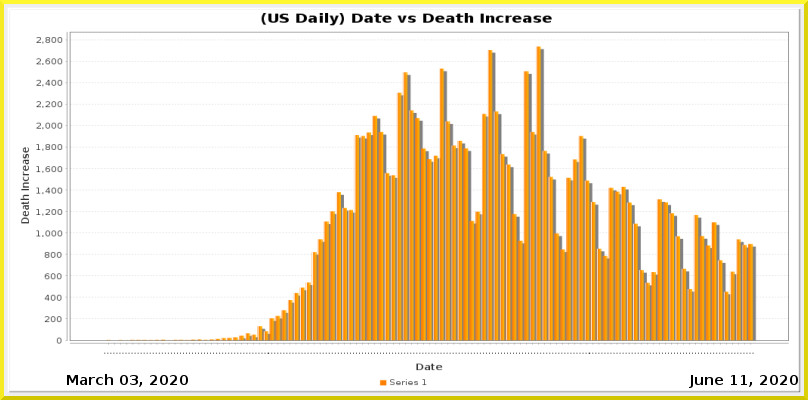 (US Daily) Date vs Death Increase
2,800
2,600
2,400
2,200
2,000
1,800
1,600
1,400
1,200
1,000
800
600
400
200
0
Death Increase
Date
March 03, 2020
Series 1
June 11, 2020